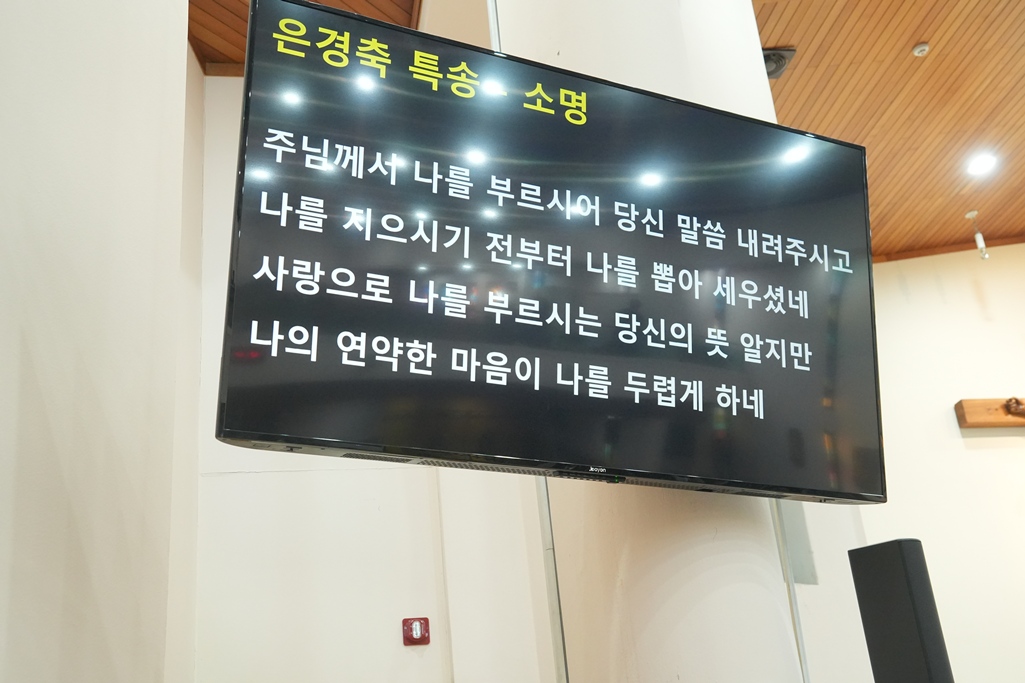 은경축 특송 - 소명
주님께서 나를 부르시어 당신 말씀 내려주시고
나를 지으시기 전부터 나를 뽑아 세우셨네
사랑으로 나를 부르시는 당신의 뜻 알지만
나의 연약한 마음이 나를 두렵게 하네
Jooyon